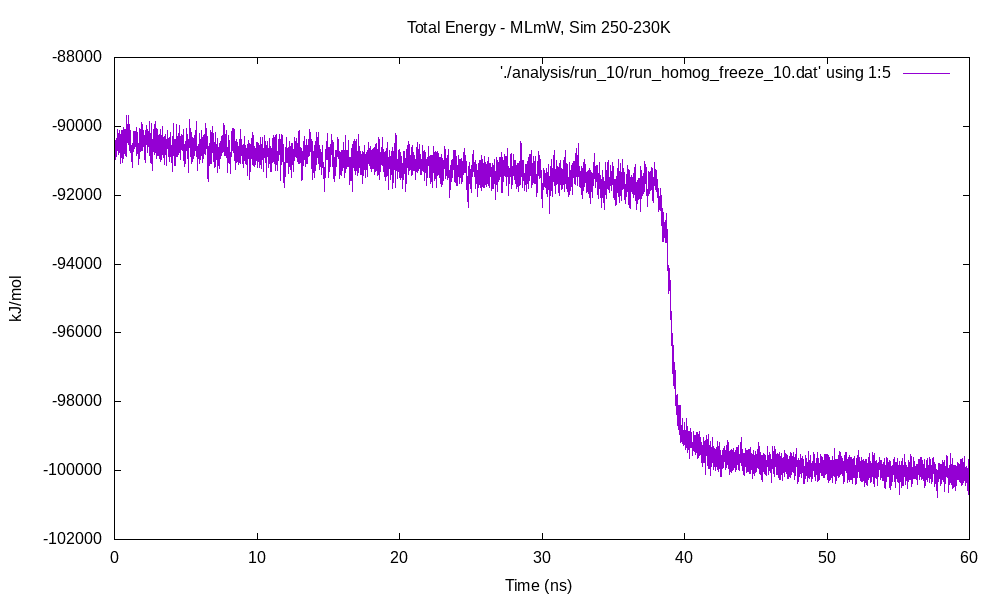 Total Energy - MLmW, Sim 250-230K
'./analysis/run_10/run_homog_freeze_10.dat' using 1:5
-88000
-90000
-92000
-94000
-96000
-98000
-100000
-102000
kJ/mol
0 10 20 30 40 50 60
Time (ns)